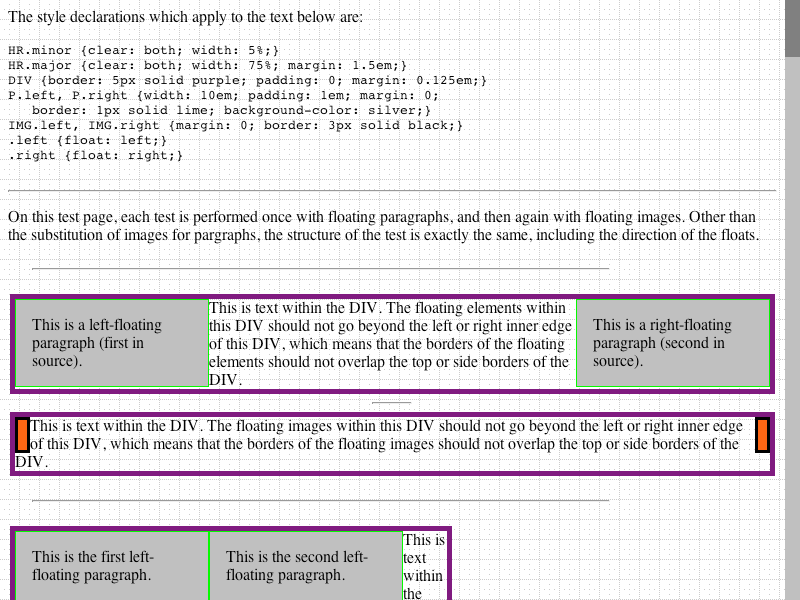 The style declarations which apply to the text below are:
HR.minor {clear: both; width: 5%;}
HR.major {clear: both; width: 75%; margin: 1.5em;}
DIV {border: 5px solid purple; padding: 0; margin: 0.125em;}
P.left, P.right {width: 10em; padding: 1em; margin: 0;
border: 1px solid lime; background-color: silver;}
IMG.left, IMG.right {margin: 0; border: 3px solid black;}
.left {float: left;}
.right {float: right;}
On this test page, each test is performed once with floating paragraphs, and then again with floating images. Other than
the substitution of images for pargraphs, the structure of the test is exactly the same, including the direction of the floats.
This is a left-floating
paragraph (first in
source).
This is text within the DIV. The floating elements within
this DIV should not go beyond the left or right inner edge
of this DIV, which means that the borders of the floating
elements should not overlap the top or side borders of the
DIV.
This is a right-floating
paragraph (second in
source).
This is text within the DIV. The floating images within this DIV should not go beyond the left or right inner edge
of this DIV, which means that the borders of the floating images should not overlap the top or side borders of the
DIV.
This is the first left-
floating paragraph.
This is the second left-
floating paragraph.
This is
text
within
the